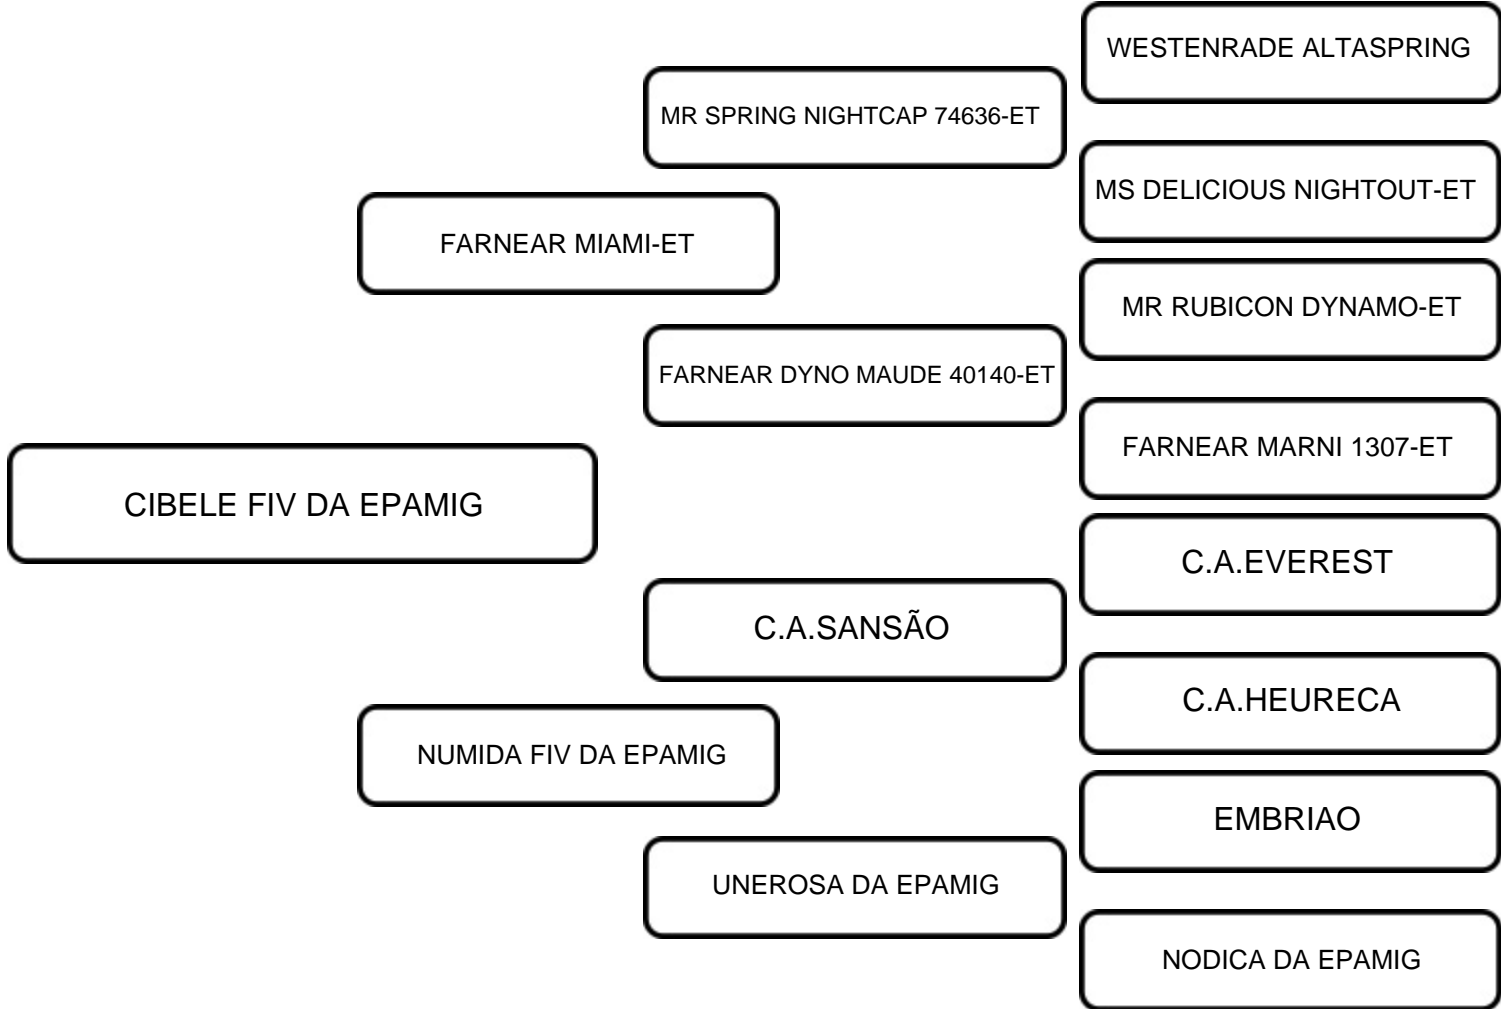 WESTENRADE ALTASPRING
MR SPRING NIGHTCAP 74636-ET
MS DELICIOUS NIGHTOUT-ET
FARNEAR MIAMI-ET
MR RUBICON DYNAMO-ET
FARNEAR DYNO MAUDE 40140-ET
FARNEAR MARNI 1307-ET
CIBELE FIV DA EPAMIG
C.A.EVEREST
C.A.SANSÃO
C.A.HEURECA
NUMIDA FIV DA EPAMIG
EMBRIAO
UNEROSA DA EPAMIG
NODICA DA EPAMIG